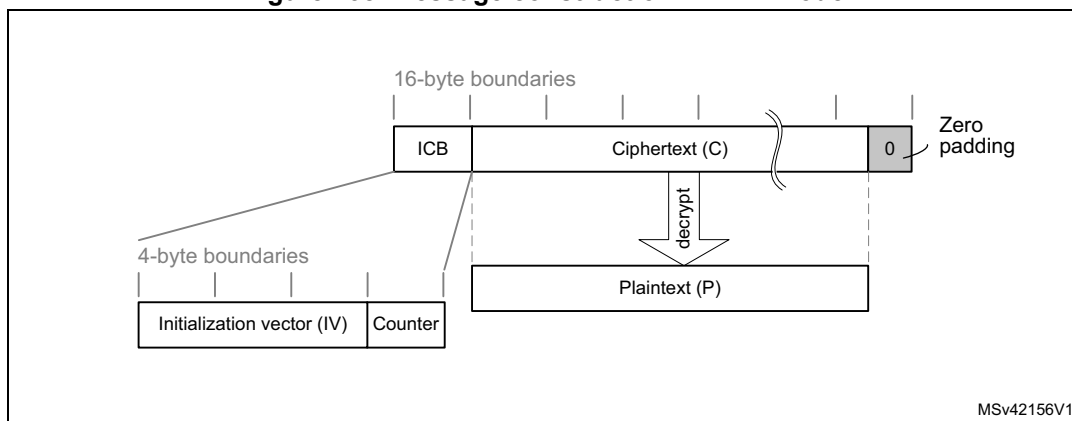 16-byte boundaries
ICB
Ciphertext (C)
0
Zero
padding
decrypt
4-byte boundaries
Plaintext (P)
Initialization vector (IV)
Counter
MSv42156V1